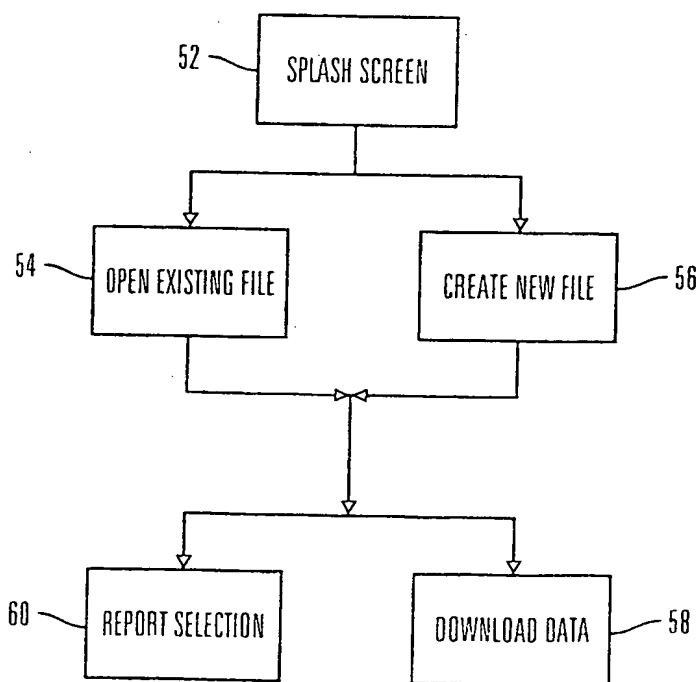 52
SPLASH SCREEN
54
OPEN EXISTING FILE
CREATE NEW FILE
56
60
REPORT SELECTION
DOWNLOAD DATA
58